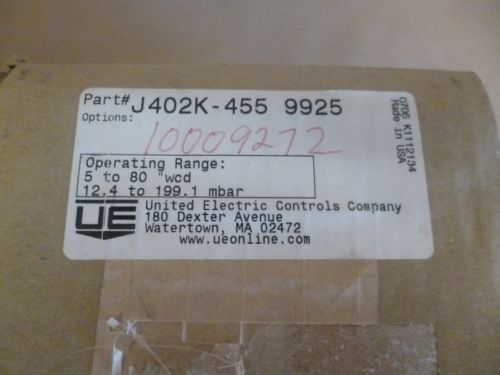 Part# J402K-455 9925
Options:
10009272
Operating Range:
5 to 80 "wcd
12.4 to 199.1 mbar
UE
United Electric Controls Company
180 Dexter Avenue
Watertown, MA 02472
www.ueonline.com
0706 K1112134
Made in USA